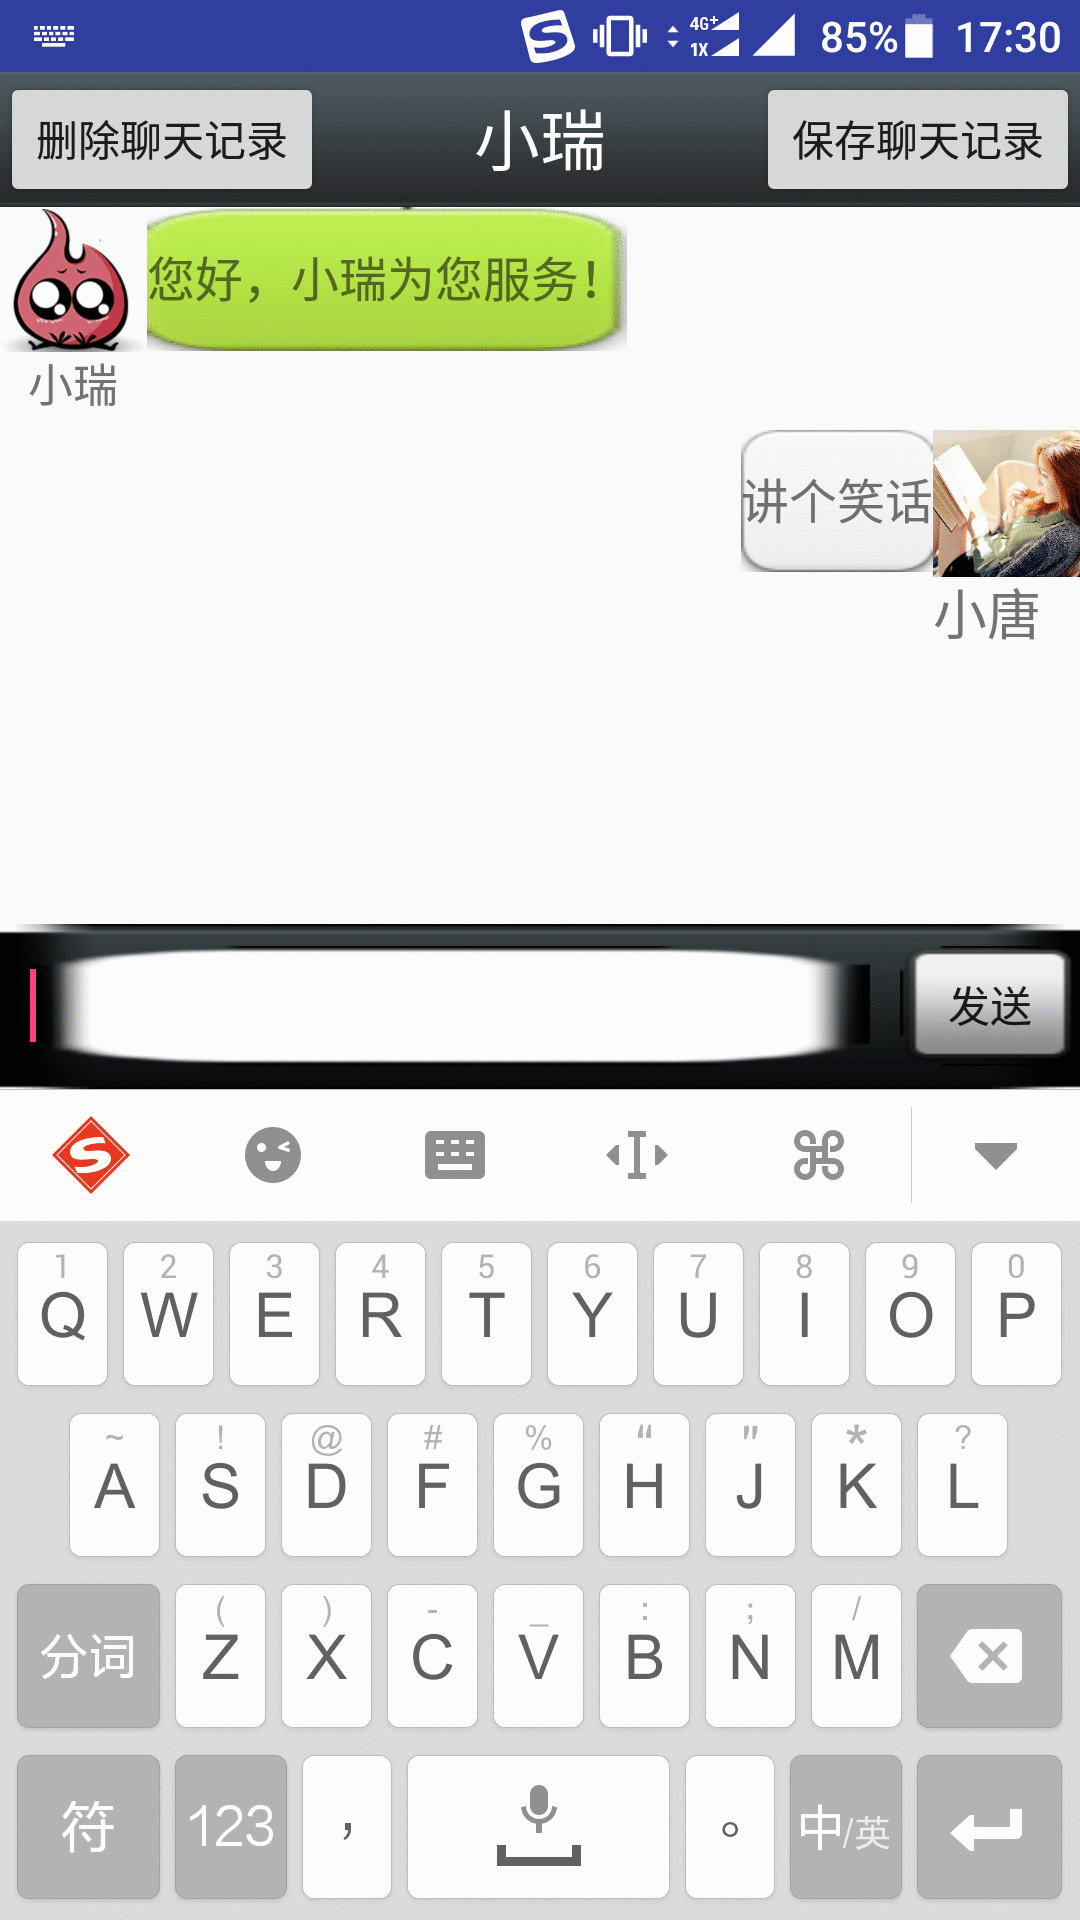 4G+
1X
85%
17:30
删除聊天记录
小瑞
保存聊天记录
您好，小瑞为您服务！
小瑞
讲个笑话
小唐
发送
1 2 3 4 5 6 7 8 9 0
Q W E R T Y U I O P
~ ! @ # % “ " * ?
A S D F G H J K L
( ) - _ : ; /
分词 Z X C V B N M
符 123 ， 。 中/英